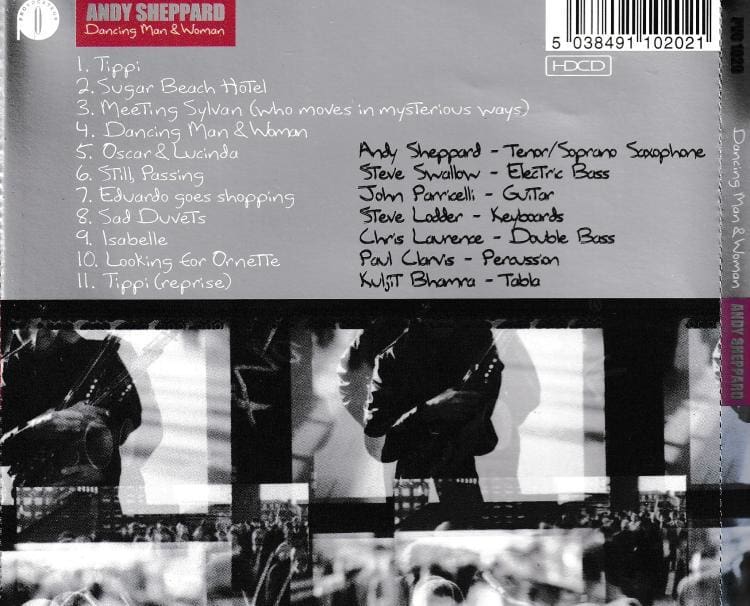 PROVOCATEUR
ANDY SHEPPARD
Dancing Man & Woman
5 038491 102021
HDCD
1. Tippi
2. Sugar Beach Hotel
3. Meeting Sylvan (who moves in mysterious ways)
4. Dancing Man & Woman
5. Oscar & Lucinda
6. Still, Passing
7. Eduardo goes shopping
8. Sad Duvets
9. Isabelle
10. Looking for Ornette
11. Tippi (reprise)
Andy Sheppard - Tenor/Soprano Saxophone
Steve Swallow - Electric Bass
John Parricelli - Guitar
Steve Lodder - Keyboards
Chris Laurence - Double Bass
Paul Clarvis - Percussion
Kuljit Bhamra - Tabla
PVC 1028
Dancing Man & Woman
ANDY SHEPPARD